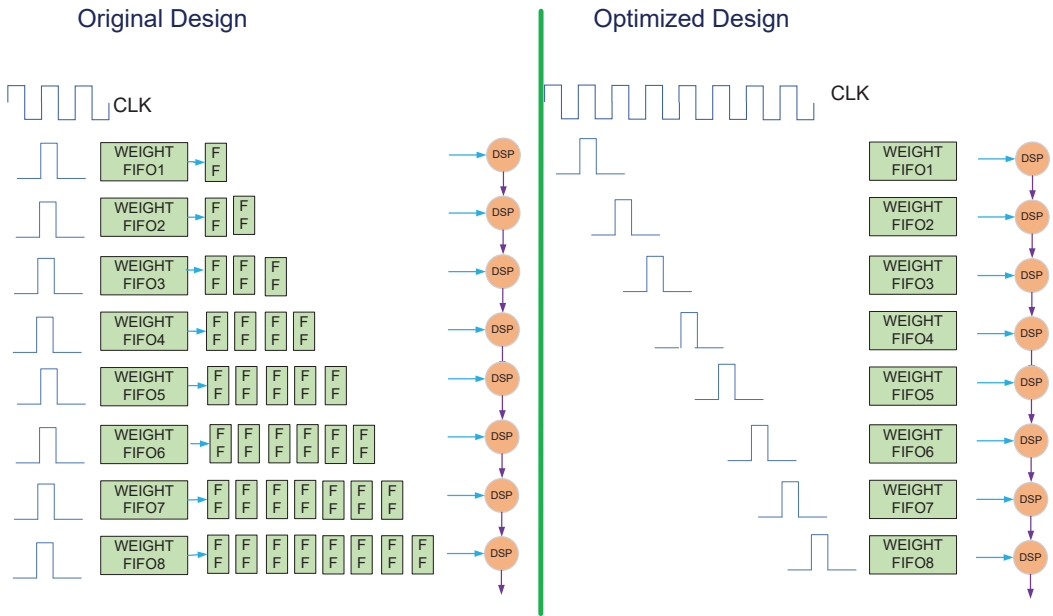 Original Design
CLK
WEIGHT
FIFO1
F
F
DSP
WEIGHT
FIFO2
F F
F F
DSP
WEIGHT
FIFO3
F F F
F F F
DSP
WEIGHT
FIFO4
F F F F
F F F F
DSP
WEIGHT
FIFO5
F F F F F
F F F F F
DSP
WEIGHT
FIFO6
F F F F F F
F F F F F F
DSP
WEIGHT
FIFO7
F F F F F F F
F F F F F F F
DSP
WEIGHT
FIFO8
F F F F F F F F
F F F F F F F F
DSP
Optimized Design
CLK
WEIGHT
FIFO1
DSP
WEIGHT
FIFO2
DSP
WEIGHT
FIFO3
DSP
WEIGHT
FIFO4
DSP
WEIGHT
FIFO5
DSP
WEIGHT
FIFO6
DSP
WEIGHT
FIFO7
DSP
WEIGHT
FIFO8
DSP